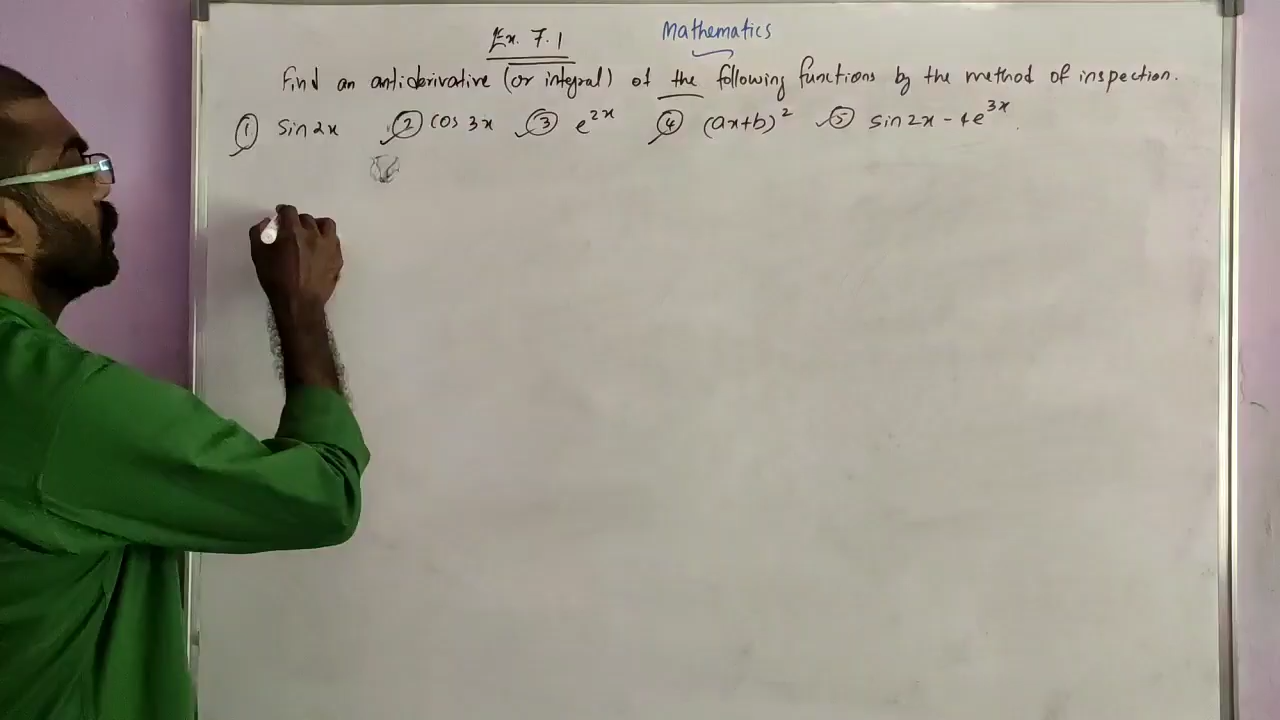 Ex. 7.1 Mathematics
Find an antiderivative (or integral) of the following functions by the method of inspection.
① Sin 2x ② Cos 3x ③ e^2x ④ (ax+b)^2 ⑤ Sin 2x - 4e^3x